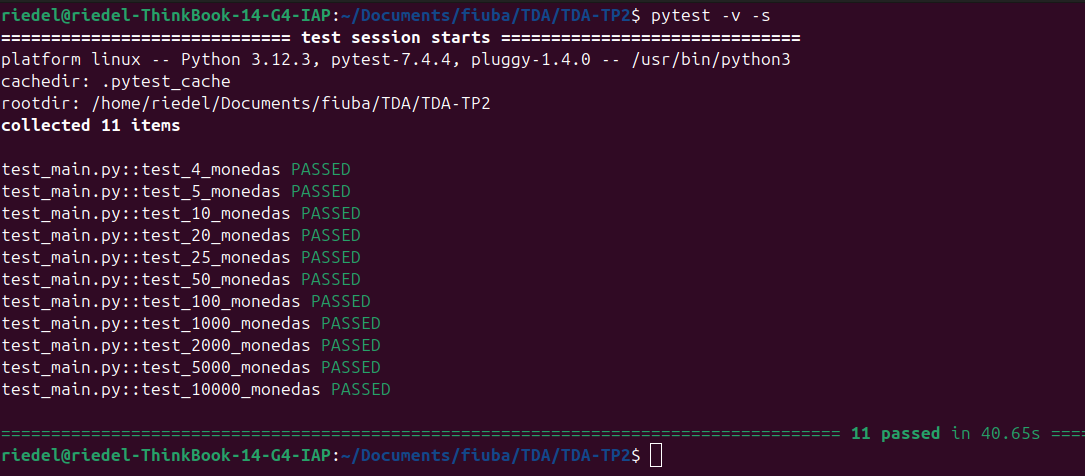 riedel@riedel-ThinkBook-14-G4-IAP:~/Documents/fiuba/TDA/TDA-TP2$ pytest -v -s
============================= test session starts ==============================
platform linux -- Python 3.12.3, pytest-7.4.4, pluggy-1.4.0 -- /usr/bin/python3
cachedir: .pytest_cache
rootdir: /home/riedel/Documents/fiuba/TDA/TDA-TP2
collected 11 items
test_main.py::test_4_monedas PASSED
test_main.py::test_5_monedas PASSED
test_main.py::test_10_monedas PASSED
test_main.py::test_20_monedas PASSED
test_main.py::test_25_monedas PASSED
test_main.py::test_50_monedas PASSED
test_main.py::test_100_monedas PASSED
test_main.py::test_1000_monedas PASSED
test_main.py::test_2000_monedas PASSED
test_main.py::test_5000_monedas PASSED
test_main.py::test_10000_monedas PASSED
==================================================================================== 11 passed in 40.65s ====
riedel@riedel-ThinkBook-14-G4-IAP:~/Documents/fiuba/TDA/TDA-TP2$